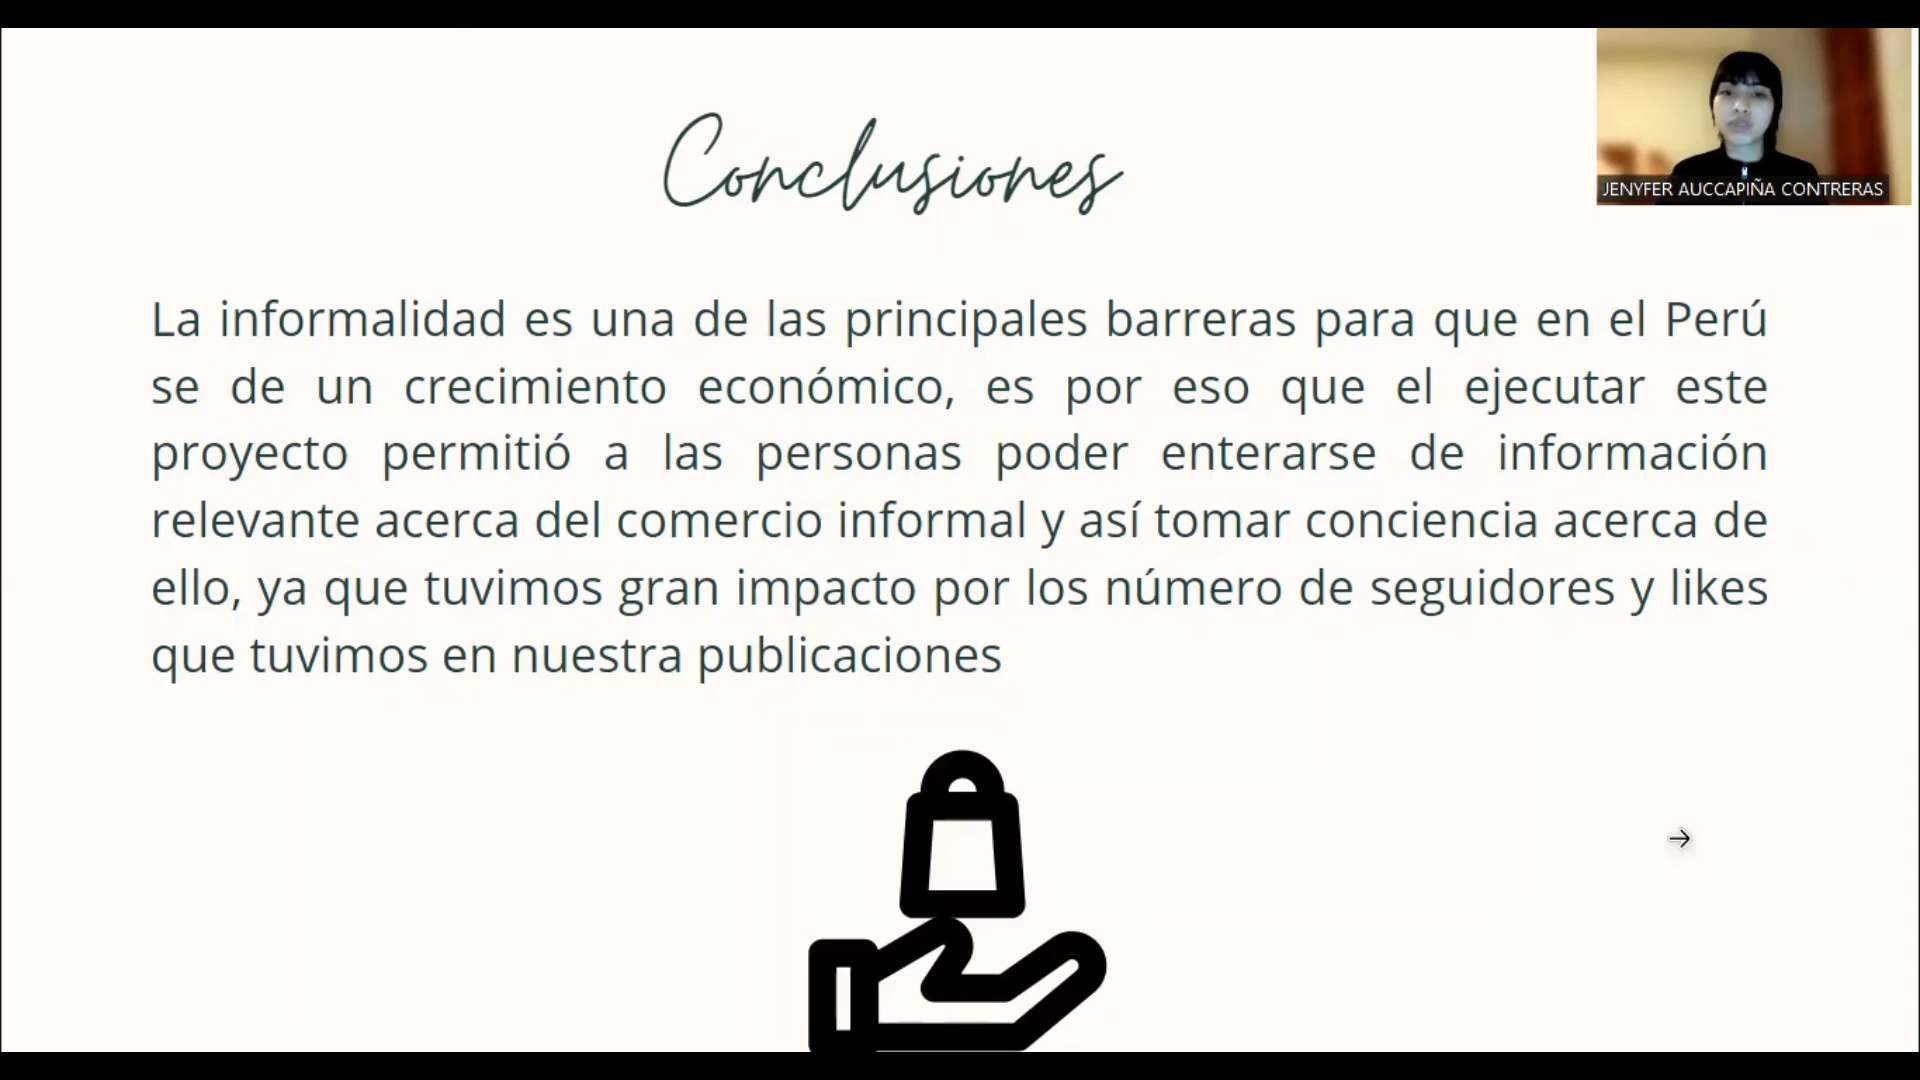 Conclusiones
JENYFER AUCCAPIÑA CONTRERAS
La informalidad es una de las principales barreras para que en el Perú
se de un crecimiento económico, es por eso que el ejecutar este
proyecto permitió a las personas poder enterarse de información
relevante acerca del comercio informal y así tomar conciencia acerca de
ello, ya que tuvimos gran impacto por los número de seguidores y likes
que tuvimos en nuestra publicaciones